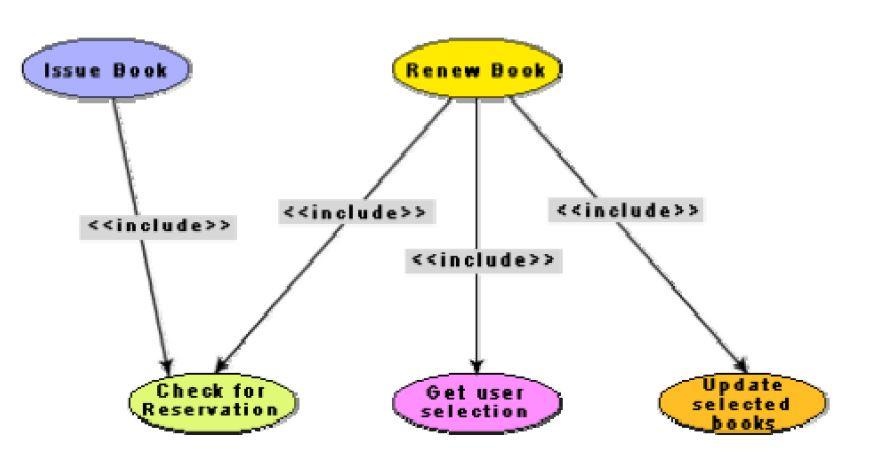 Issue Book
Renew Book
<<include>>
<<include>>
<<include>>
<<include>>
Check for
Reservation
Get user
selection
Update
selected
books